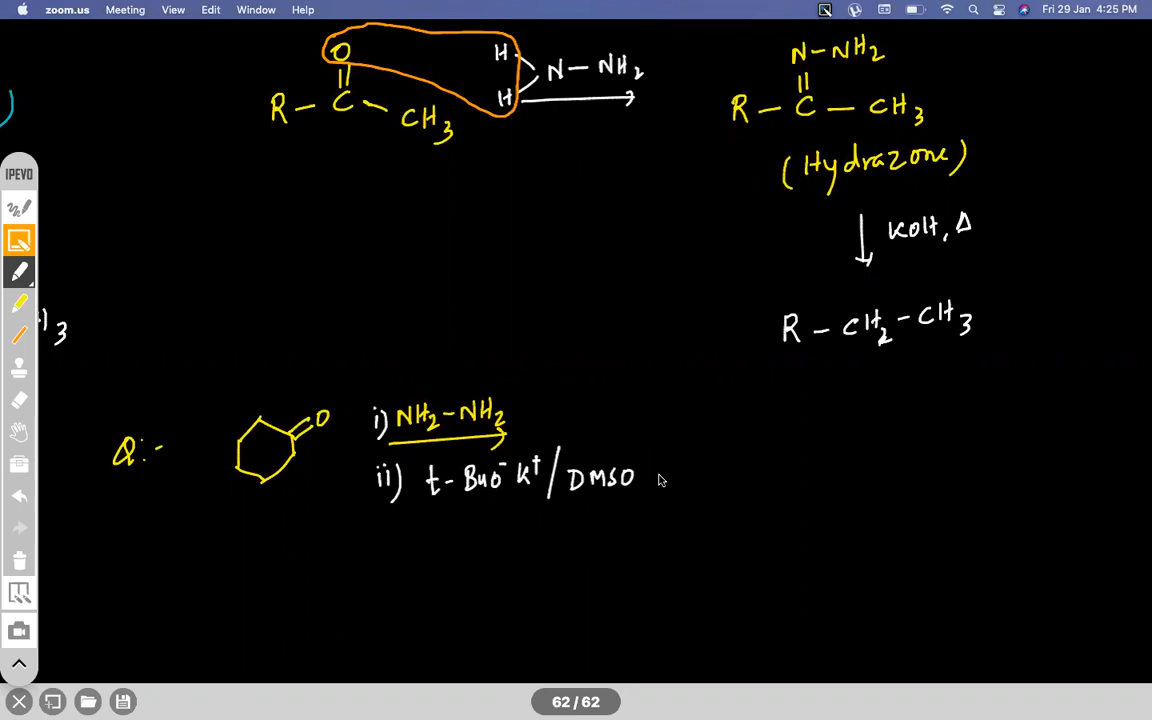 zoom.us Meeting View Edit Window Help Fri 29 Jan 4:25 PM
O
||
R - C - CH3
H
H
N - NH2
N - NH2
||
R - C - CH3
(Hydrazone)
KOH, Δ
R - CH2 - CH3
3
IPEVO
Q:-
O
i) NH2 - NH2
ii) t - BuO⁻ K⁺ / DMSO
62 / 62